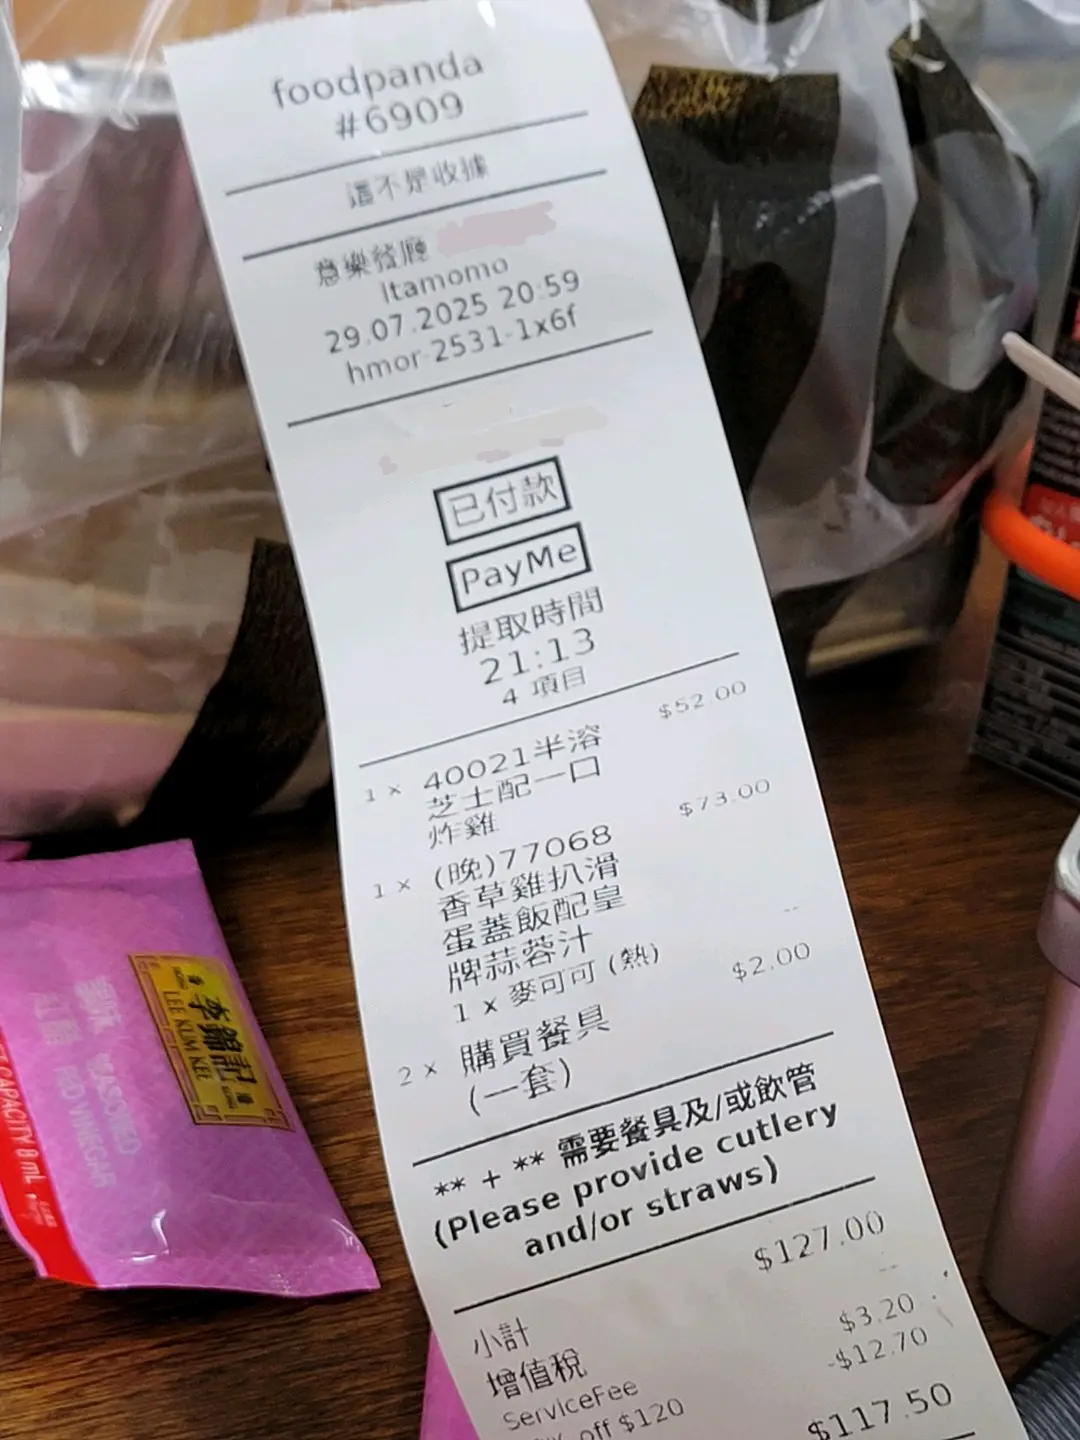 foodpanda
#6909
這不是收據
意樂餐廳
Itamomo
29.07.2025 20:59
hmor-2531-1x6f
已付款
PayMe
提取時間
21:13
4 項目
1 × 40021半溶 $52.00
芝士配一口
炸雞
1 × (晚)77068 $73.00
香草雞扒滑
蛋蓋飯配皇
牌蒜蓉汁
1 x 麥可可 (熱) --
2 × 購買餐具 $2.00
(一套)
** + ** 需要餐具及/或飲管
(Please provide cutlery
and/or straws)
小計 $127.00
增值稅 --
ServiceFee $3.20
off $120 -$12.70
$117.50
李錦記
LEE KUM KEE
SEASONED
RED VINEGAR
CAPACITY 8 mL